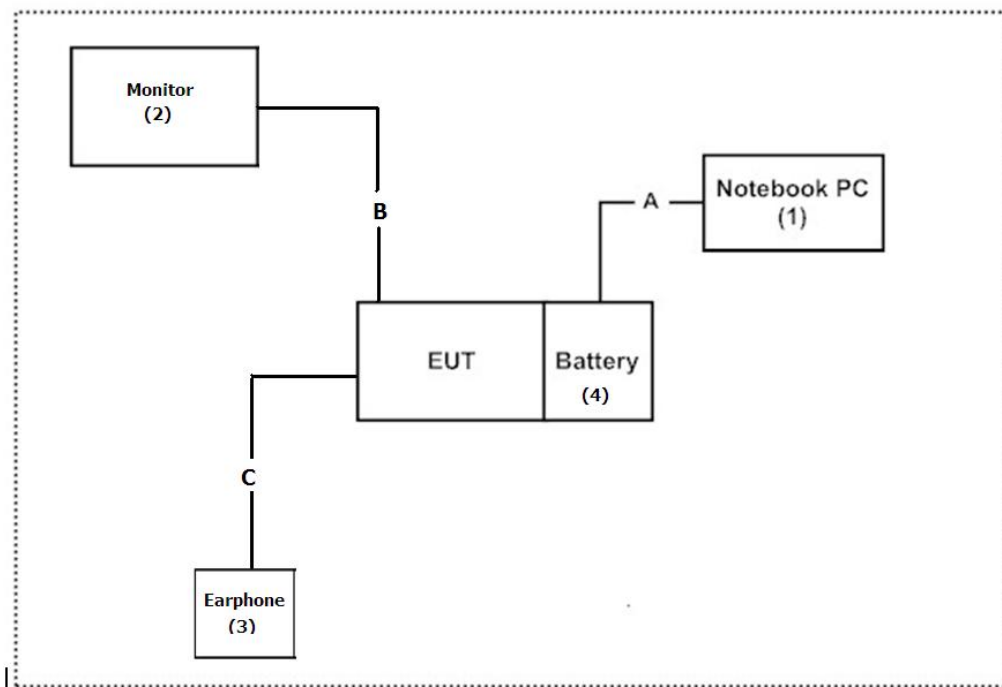 Monitor
(2)
B
A
Notebook PC
(1)
EUT
Battery
(4)
C
Earphone
(3)